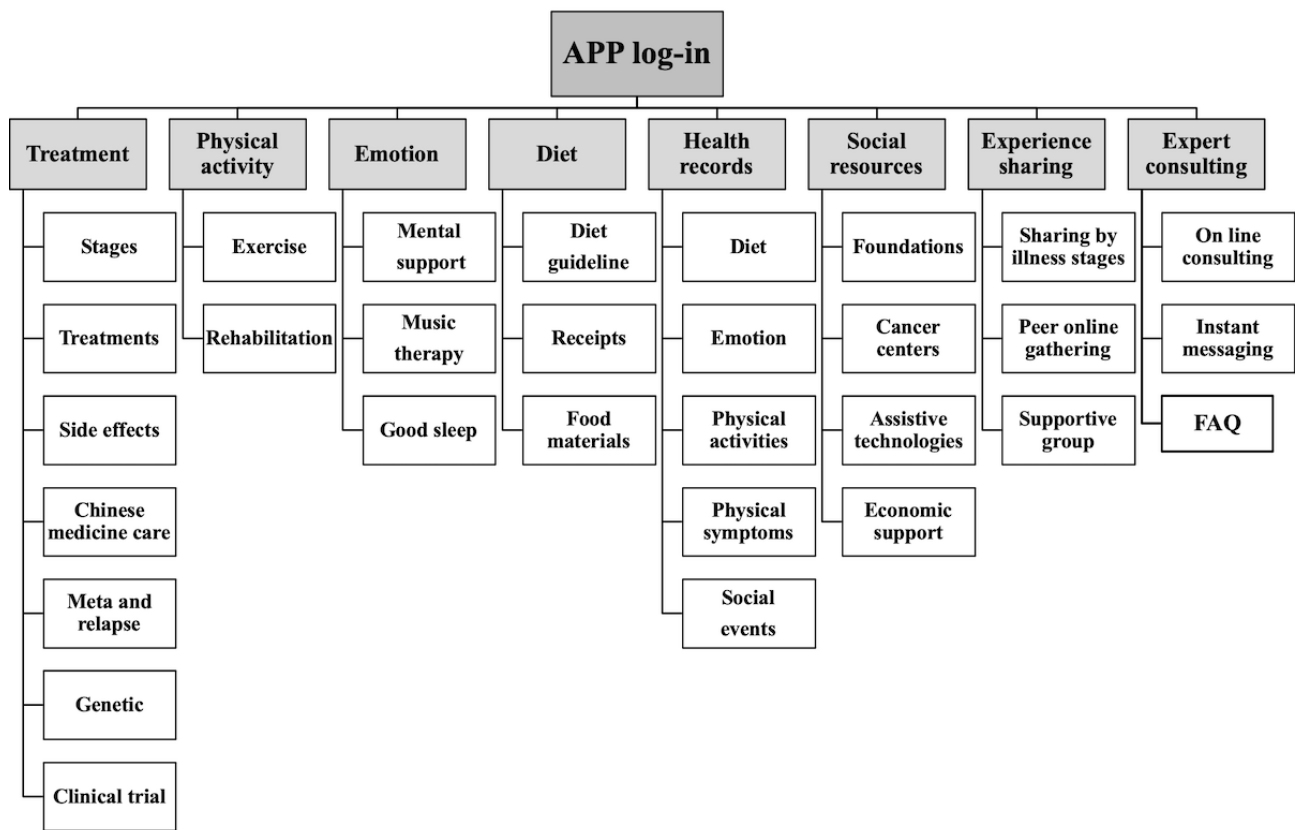 APP log-in
Treatment
Physical
activity
Emotion
Diet
Health
records
Social
resources
Experience
sharing
Expert
consulting
Stages
Treatments
Side effects
Chinese
medicine care
Meta and
relapse
Genetic
Clinical trial
Exercise
Rehabilitation
Mental
support
Music
therapy
Good sleep
Diet
guideline
Receipts
Food
materials
Diet
Emotion
Physical
activities
Physical
symptoms
Social
events
Foundations
Cancer
centers
Assistive
technologies
Economic
support
Sharing by
illness stages
Peer online
gathering
Supportive
group
On line
consulting
Instant
messaging
FAQ